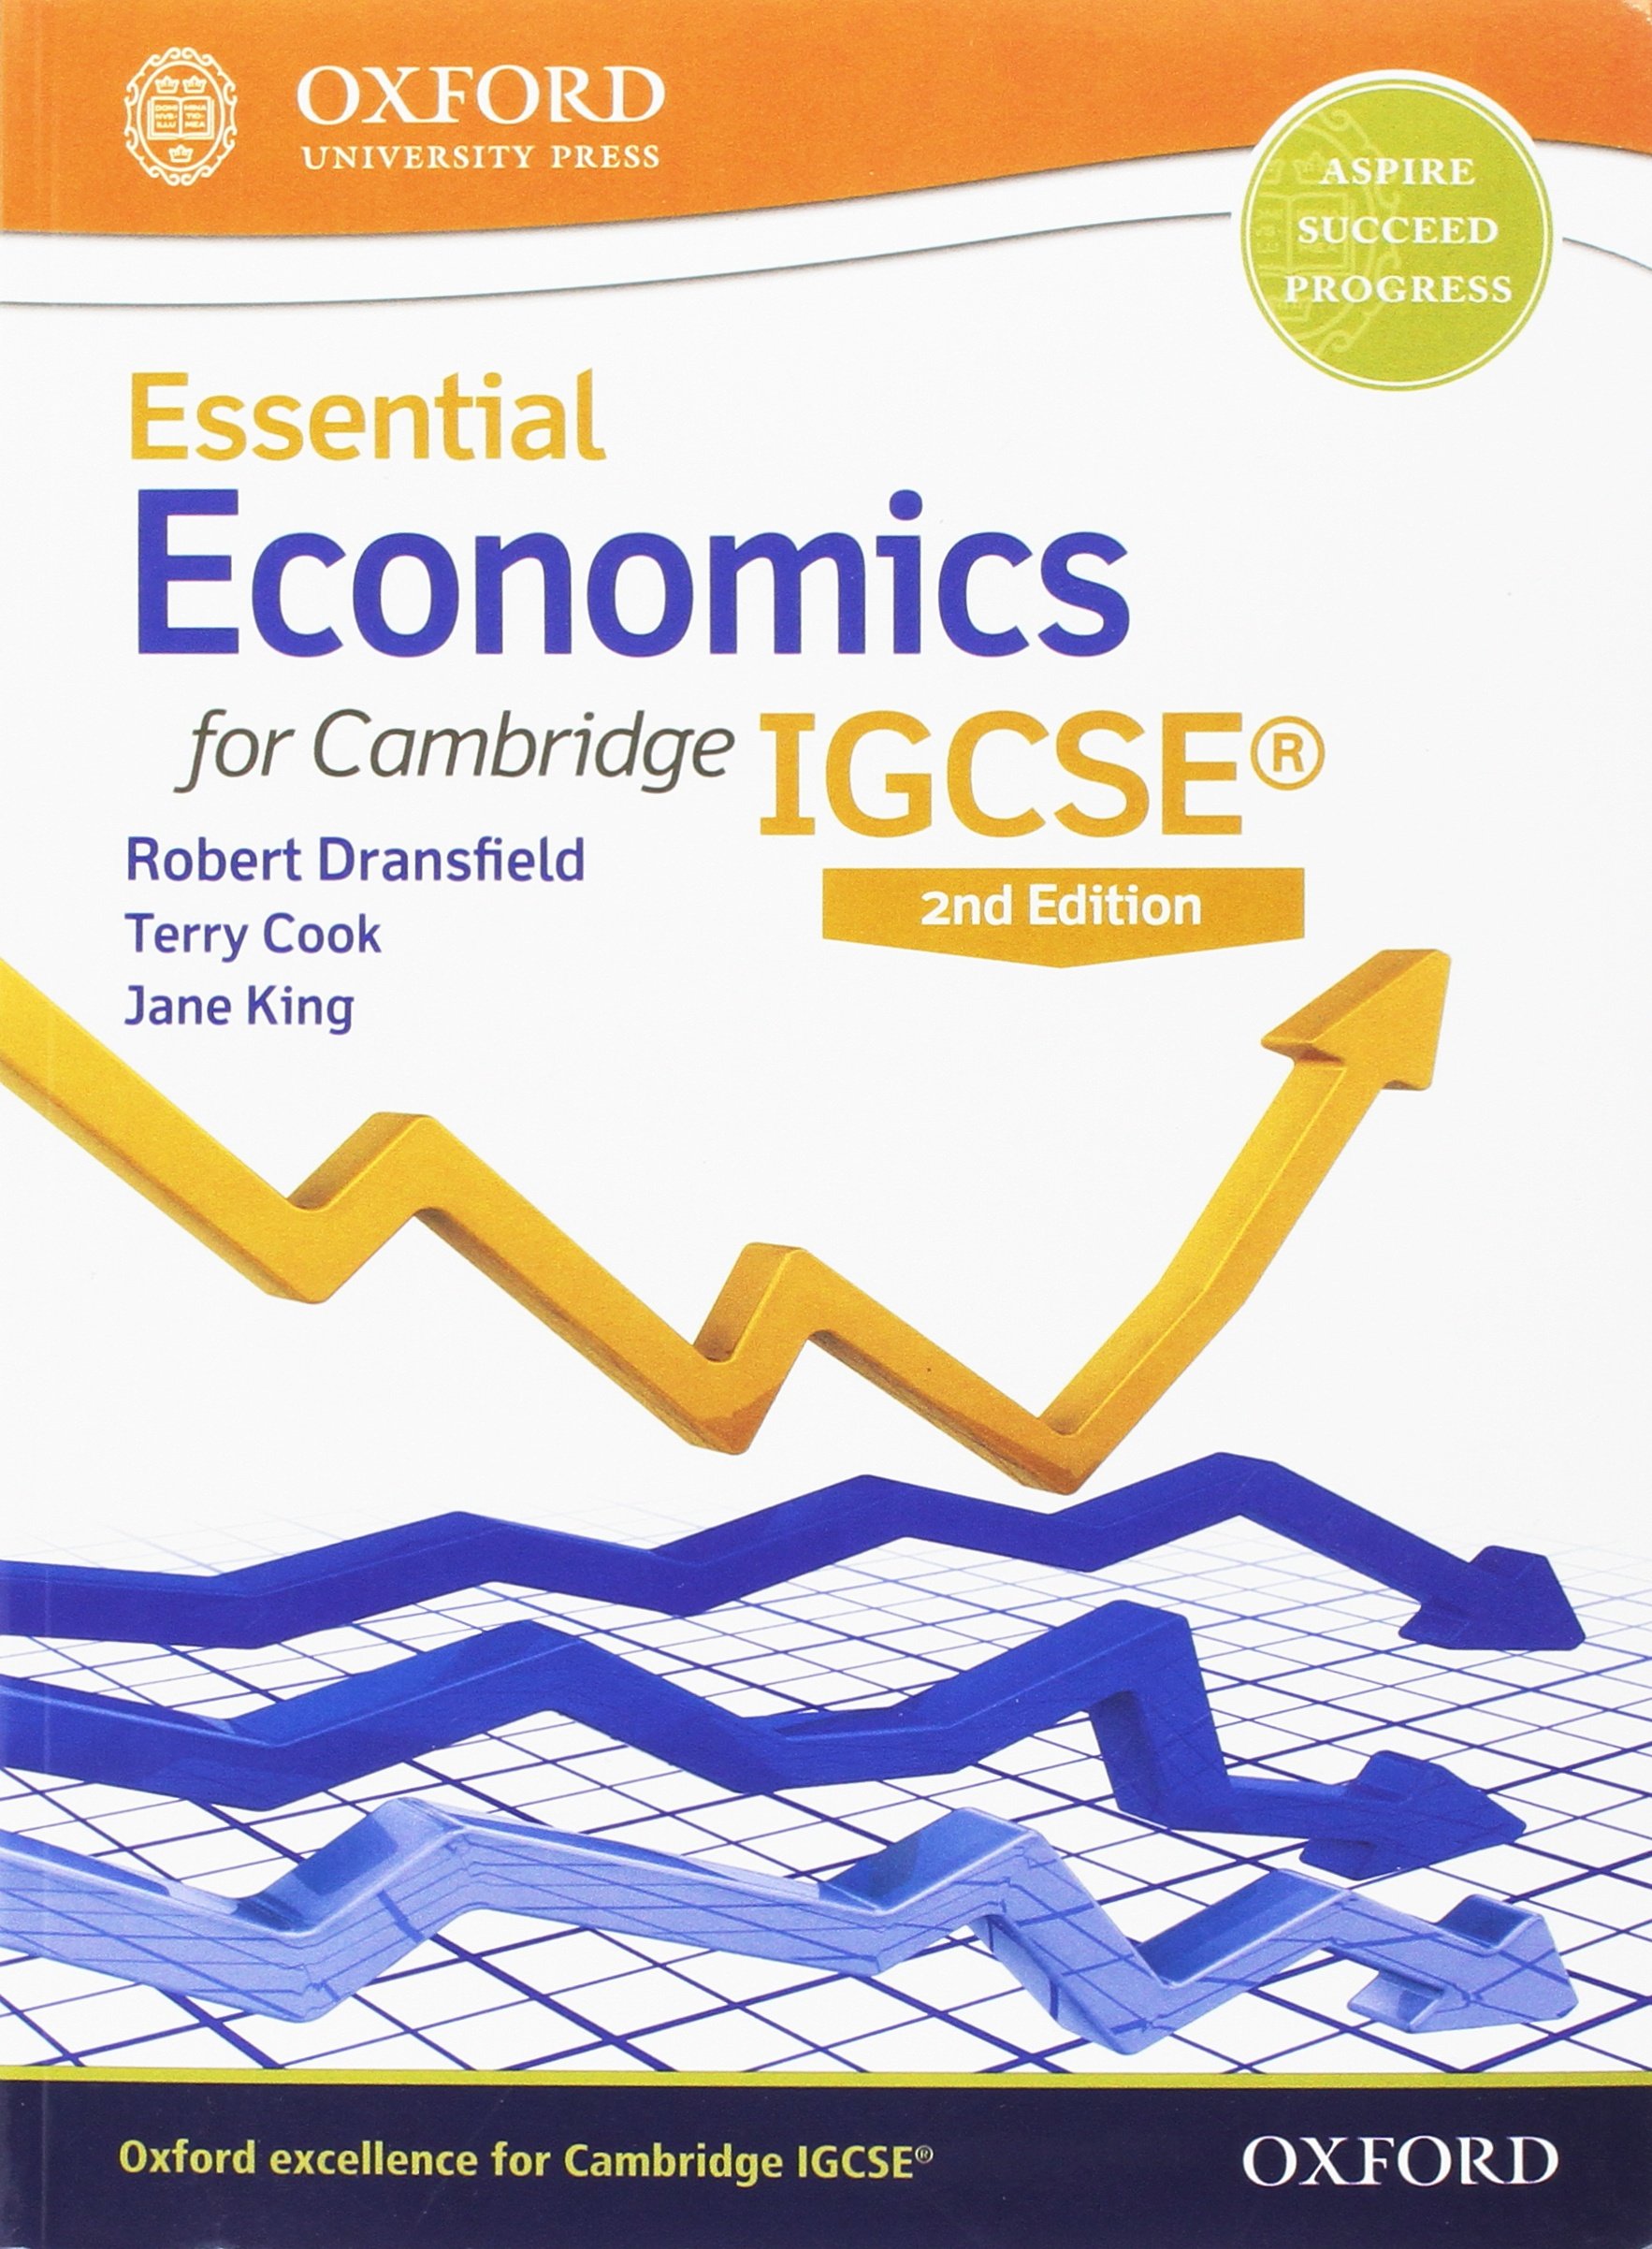 OXFORD
UNIVERSITY PRESS
ASPIRE
SUCCEED
PROGRESS
Essential
Economics
for Cambridge IGCSE®
Robert Dransfield
Terry Cook
Jane King
2nd Edition
Oxford excellence for Cambridge IGCSE®
OXFORD